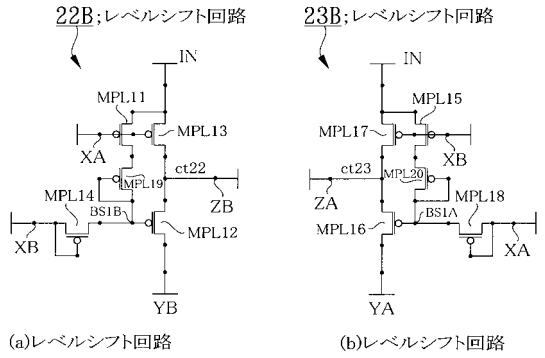 22B;レベルシフト回路
23B;レベルシフト回路
IN
IN
MPL11
MPL15
MPL13
MPL17
XA
XB
ct22
ct23
MPL19
MPL20
MPL14
ZB
ZA
MPL18
BS1B
BS1A
XB
MPL12
MPL16
XA
YB
YA
(a)レベルシフト回路
(b)レベルシフト回路